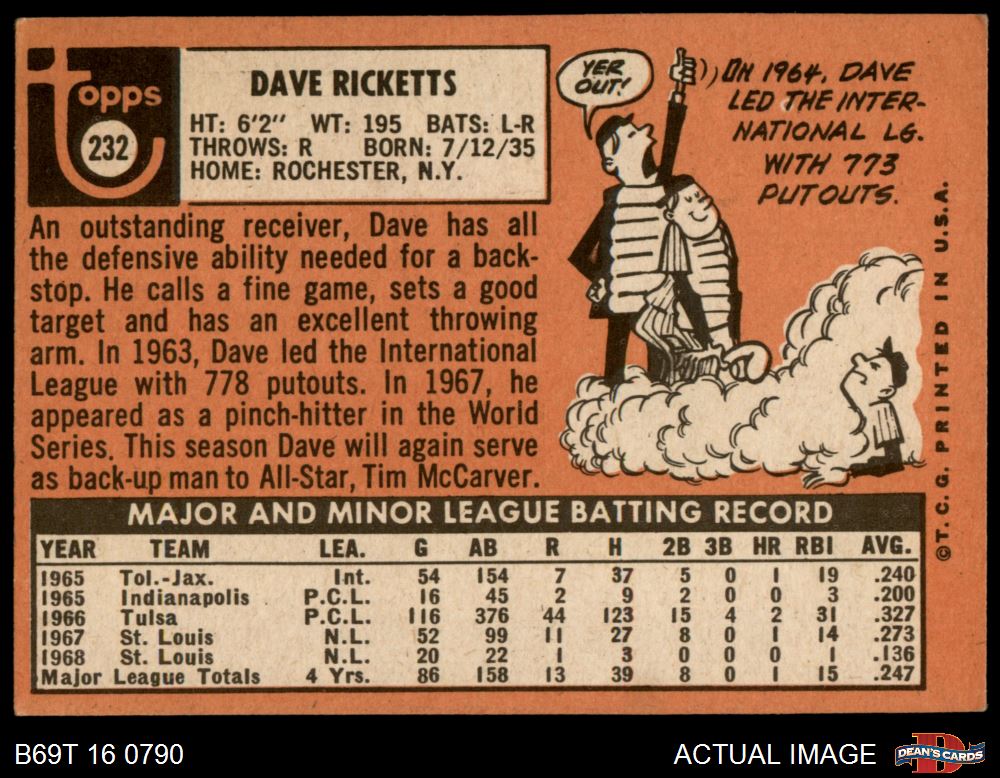 Topps
232
DAVE RICKETTS
HT: 6'2" WT: 195 BATS: L-R
THROWS: R BORN: 7/12/35
HOME: ROCHESTER, N.Y.
YER
OUT!
IN 1964, DAVE
LED THE INTER-
NATIONAL LG.
WITH 773
PUTOUTS.
An outstanding receiver, Dave has all
the defensive ability needed for a back-
stop. He calls a fine game, sets a good
target and has an excellent throwing
arm. In 1963, Dave led the International
League with 778 putouts. In 1967, he
appeared as a pinch-hitter in the World
Series. This season Dave will again serve
as back-up man to All-Star, Tim McCarver.
©T. C. G. PRINTED IN U.S.A.
MAJOR AND MINOR LEAGUE BATTING RECORD
YEAR TEAM LEA. G AB R H 2B 3B HR RBI AVG.
1965 Tol.-Jax. Int. 54 154 7 37 5 0 1 19 .240
1965 Indianapolis P.C.L. 16 45 2 9 2 0 0 3 .200
1966 Tulsa P.C.L. 116 376 44 123 15 4 2 31 .327
1967 St. Louis N.L. 52 99 11 27 8 0 1 14 .273
1968 St. Louis N.L. 20 22 1 3 0 0 0 1 .136
Major League Totals 4 Yrs. 86 158 13 39 8 0 1 15 .247
B69T 16 0790
ACTUAL IMAGE
DEAN'S CARDS